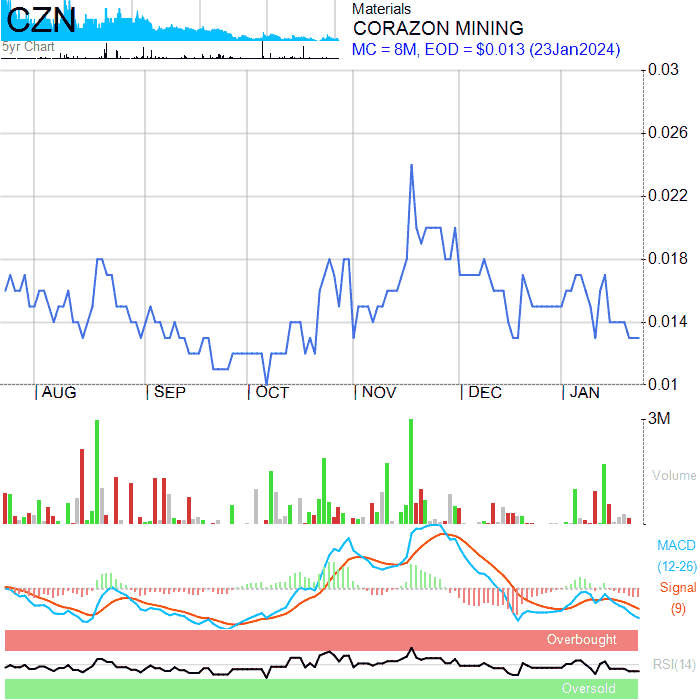 CZN
5yr Chart
Materials
CORAZON MINING
MC = 8M, EOD = $0.013 (23Jan2024)
0.03
0.026
0.022
0.018
0.014
0.01
AUG SEP OCT NOV DEC JAN
3M
Volume
MACD
(12-26)
Signal
(9)
Overbought
RSI(14)
Oversold